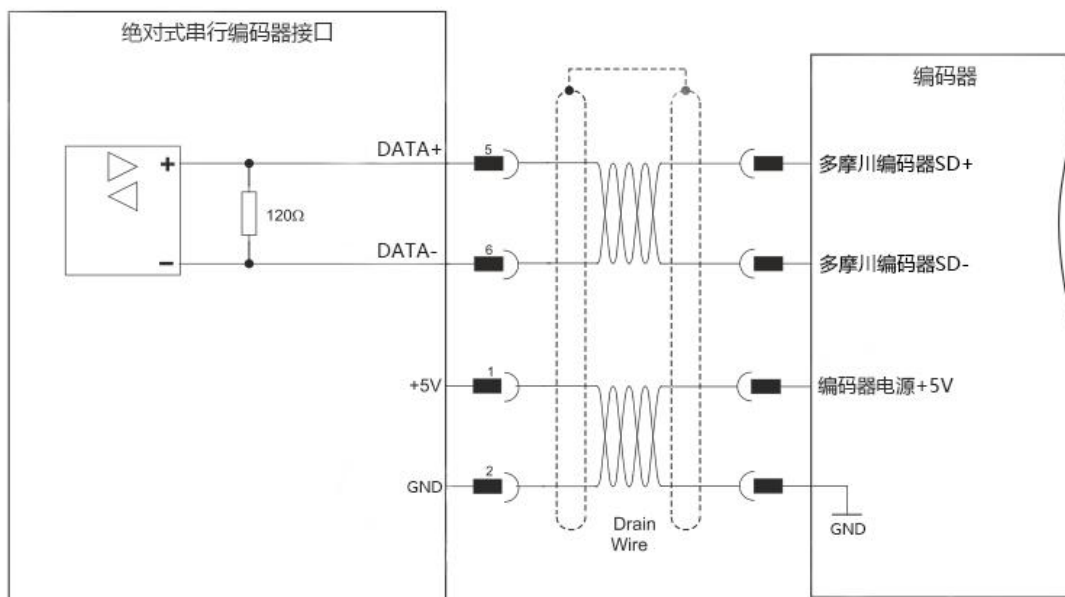 绝对式串行编码器接口
编码器
DATA+
5
多摩川编码器SD+
+
120Ω
DATA-
6
多摩川编码器SD-
−
+5V
1
编码器电源+5V
GND
2
Drain
Wire
GND